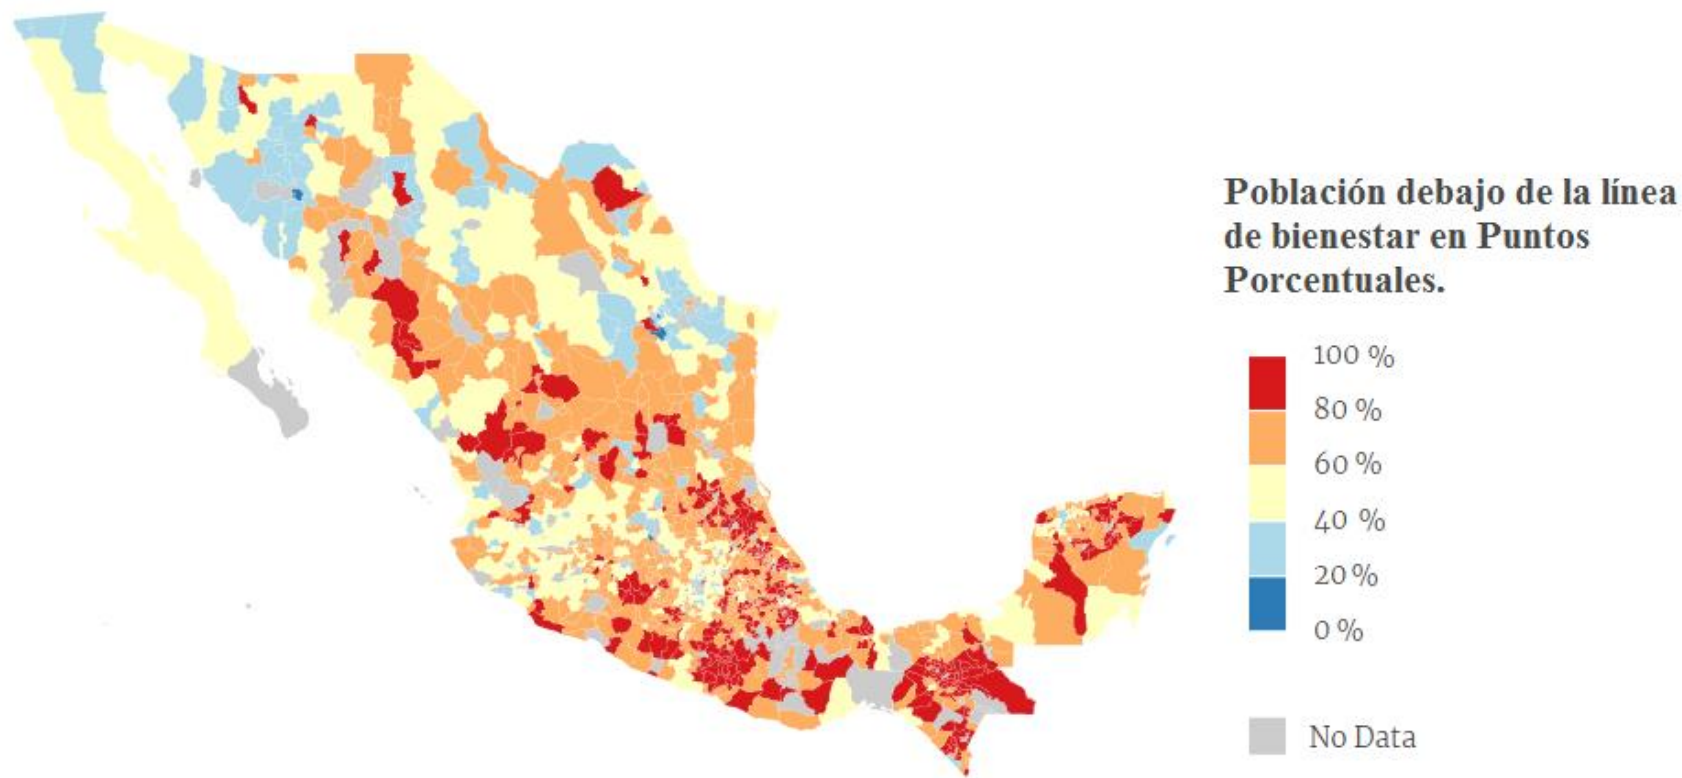 Población debajo de la línea
de bienestar en Puntos
Porcentuales.
100 %
80 %
60 %
40 %
20 %
0 %
No Data